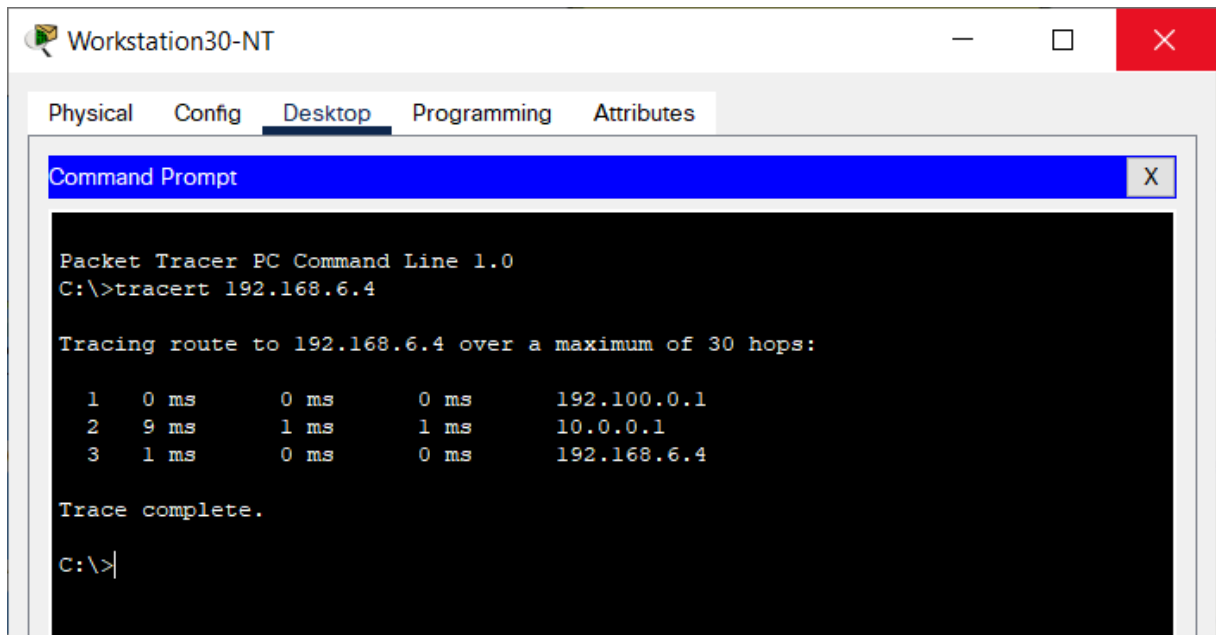 Workstation30-NT
Physical Config Desktop Programming Attributes
Command Prompt X
Packet Tracer PC Command Line 1.0
C:\>tracert 192.168.6.4
Tracing route to 192.168.6.4 over a maximum of 30 hops:
1 0 ms 0 ms 0 ms 192.100.0.1
2 9 ms 1 ms 1 ms 10.0.0.1
3 1 ms 0 ms 0 ms 192.168.6.4
Trace complete.
C:\>